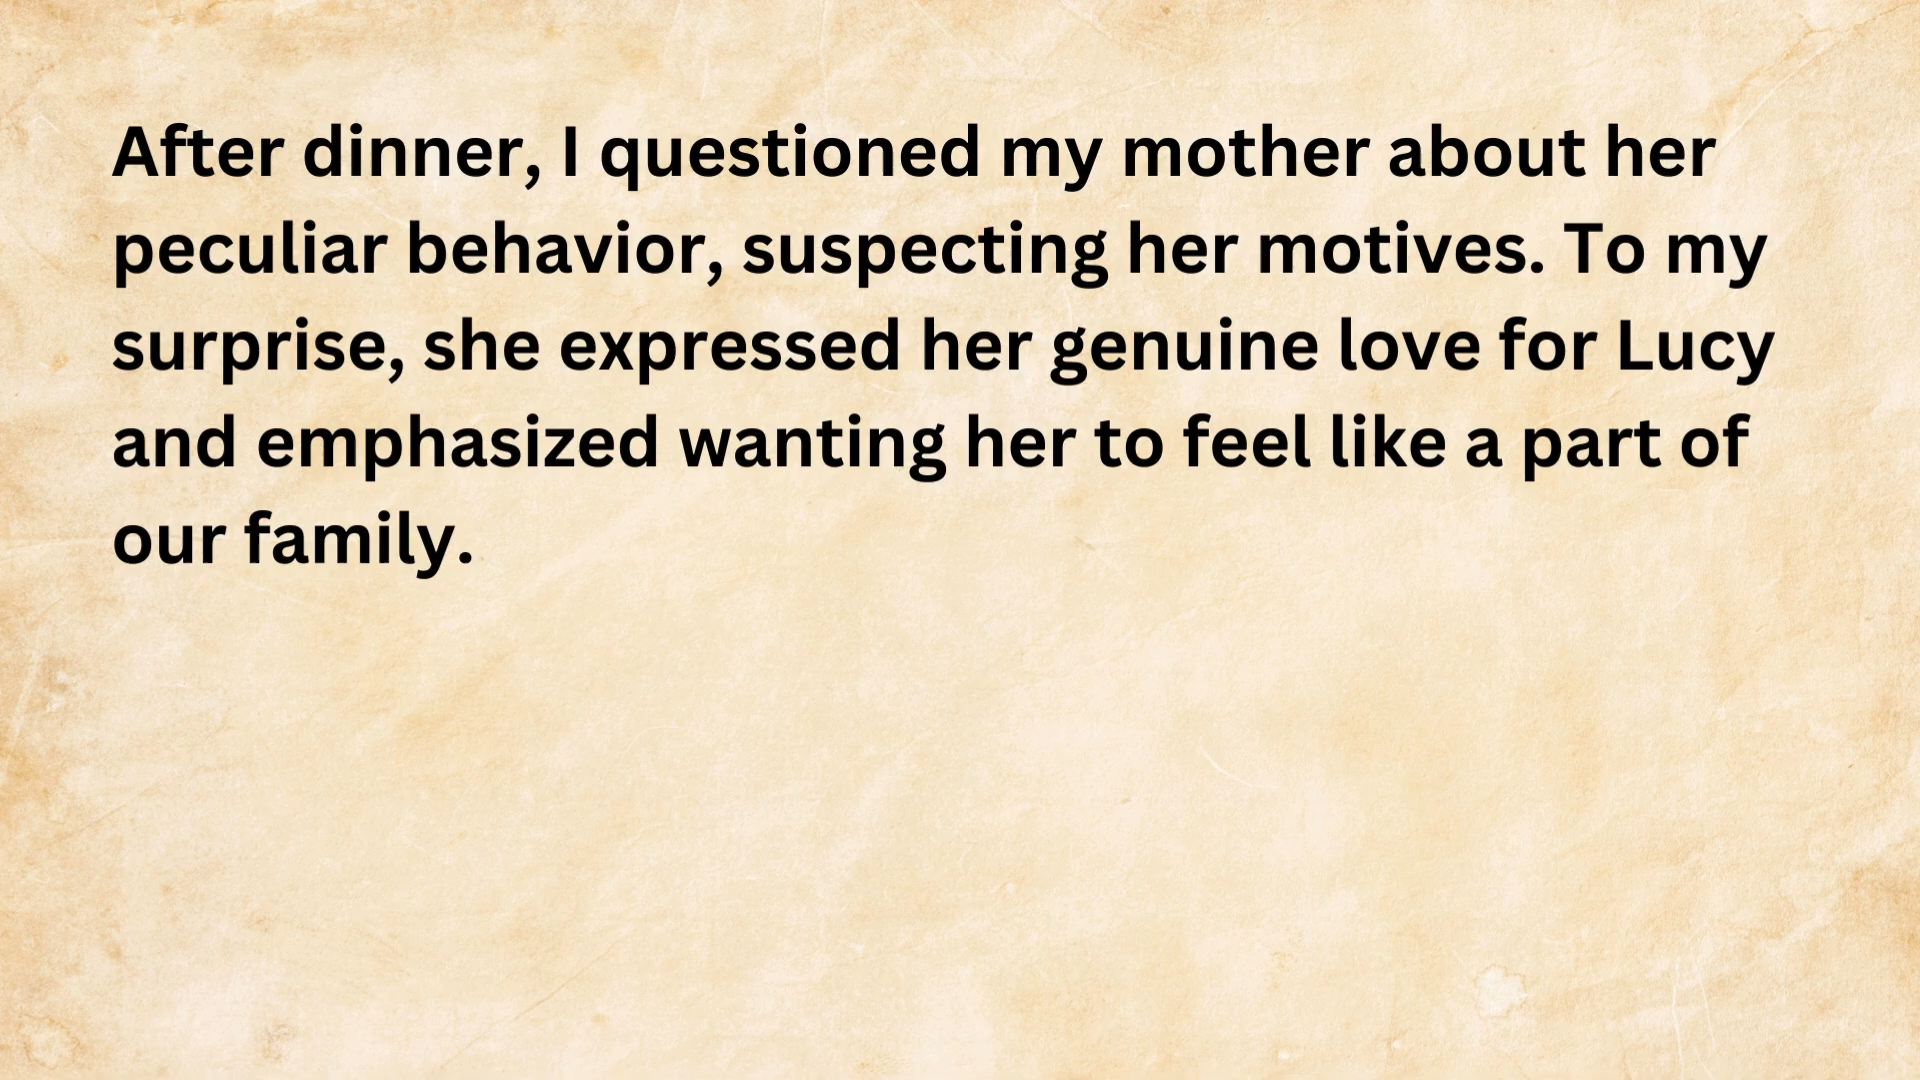 After dinner, I questioned my mother about her
peculiar behavior, suspecting her motives. To my
surprise, she expressed her genuine love for Lucy
and emphasized wanting her to feel like a part of
our family.